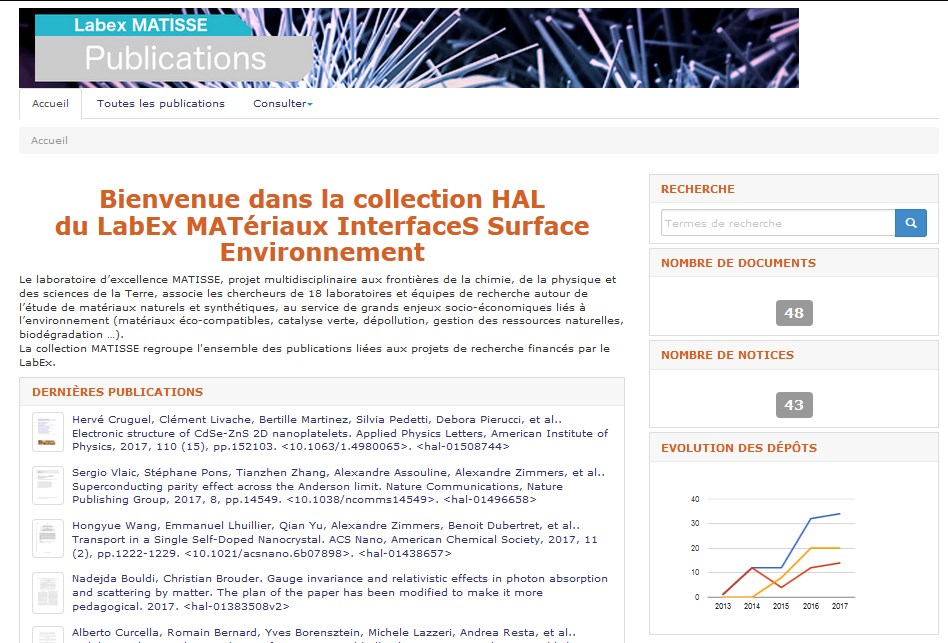 Labex MATISSE
Publications
Accueil
Toutes les publications
Consulter
Accueil
Bienvenue dans la collection HAL
du LabEx MATériaux InterfaceS Surface
Environnement
Le laboratoire d’excellence MATISSE, projet multidisciplinaire aux frontières de la chimie, de la physique et
des sciences de la Terre, associe les chercheurs de 18 laboratoires et équipes de recherche autour de
l’étude de matériaux naturels et synthétiques, au service de grands enjeux socio-économiques liés à
l’environnement (matériaux éco-compatibles, catalyse verte, dépollution, gestion des ressources naturelles,
biodégradation …).
La collection MATISSE regroupe l'ensemble des publications liées aux projets de recherche financés par le
LabEx.
DERNIÈRES PUBLICATIONS
Hervé Cruguel, Clément Livache, Bertille Martinez, Silvia Pedetti, Debora Pierucci, et al..
Electronic structure of CdSe-ZnS 2D nanoplatelets. Applied Physics Letters, American Institute of
Physics, 2017, 110 (15), pp.152103. <10.1063/1.4980065>. <hal-01508744>
Sergio Vlaic, Stéphane Pons, Tianzhen Zhang, Alexandre Assouline, Alexandre Zimmers, et al..
Superconducting parity effect across the Anderson limit. Nature Communications, Nature
Publishing Group, 2017, 8, pp.14549. <10.1038/ncomms14549>. <hal-01496658>
Hongyue Wang, Emmanuel Lhuillier, Qian Yu, Alexandre Zimmers, Benoit Dubertret, et al..
Transport in a Single Self-Doped Nanocrystal. ACS Nano, American Chemical Society, 2017, 11
(2), pp.1222-1229. <10.1021/acsnano.6b07898>. <hal-01438657>
Nadejda Bouldi, Christian Brouder. Gauge invariance and relativistic effects in photon absorption
and scattering by matter. The plan of the paper has been modified to make it more
pedagogical. 2017. <hal-01383508v2>
Alberto Curcella, Romain Bernard, Yves Borensztein, Michele Lazzeri, Andrea Resta, et al..
RECHERCHE
Termes de recherche
NOMBRE DE DOCUMENTS
48
NOMBRE DE NOTICES
43
EVOLUTION DES DÉPÔTS
40
30
20
10
0
2013 2014 2015 2016 2017